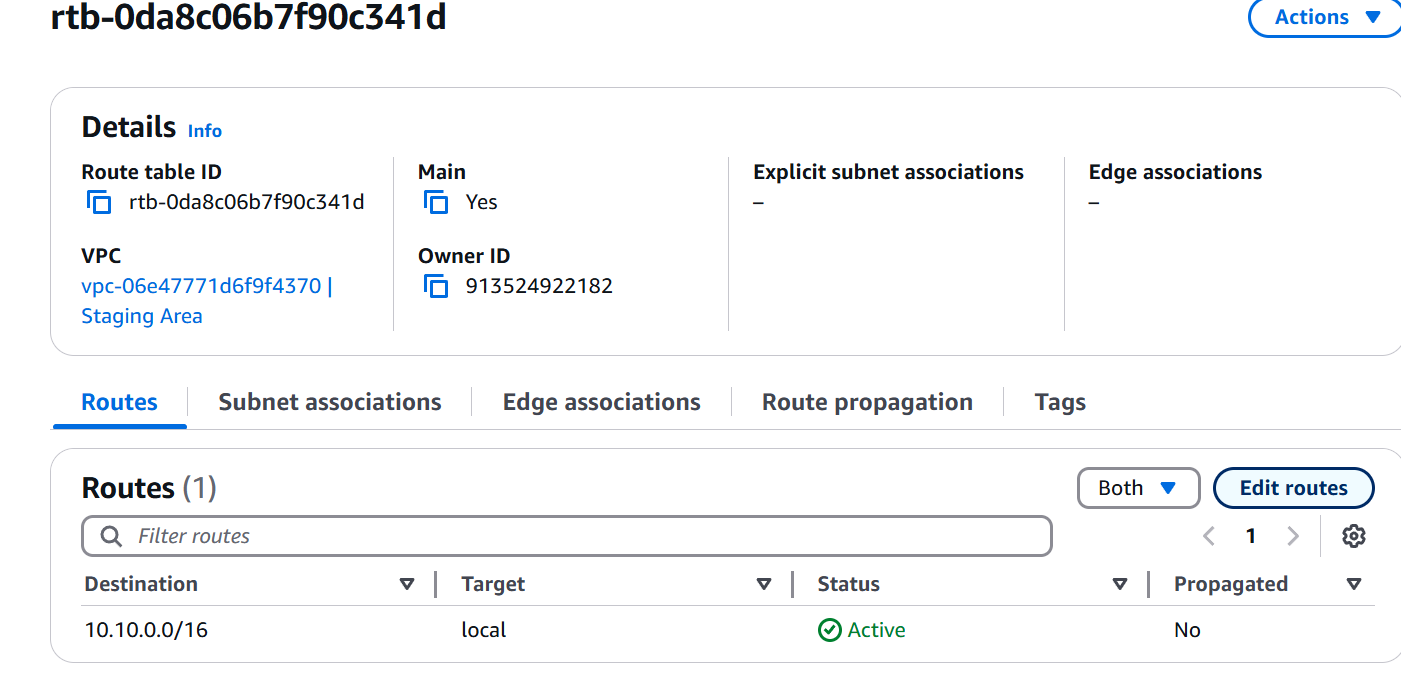 rtb-0da8c06b7f90c341d
Actions
Details Info
Route table ID
rtb-0da8c06b7f90c341d
Main
Yes
Explicit subnet associations
–
Edge associations
–
VPC
vpc-06e47771d6f9f4370 |
Staging Area
Owner ID
913524922182
Routes
Subnet associations
Edge associations
Route propagation
Tags
Routes (1)
Both
Edit routes
Filter routes
1
Destination Target Status Propagated
10.10.0.0/16 local Active No